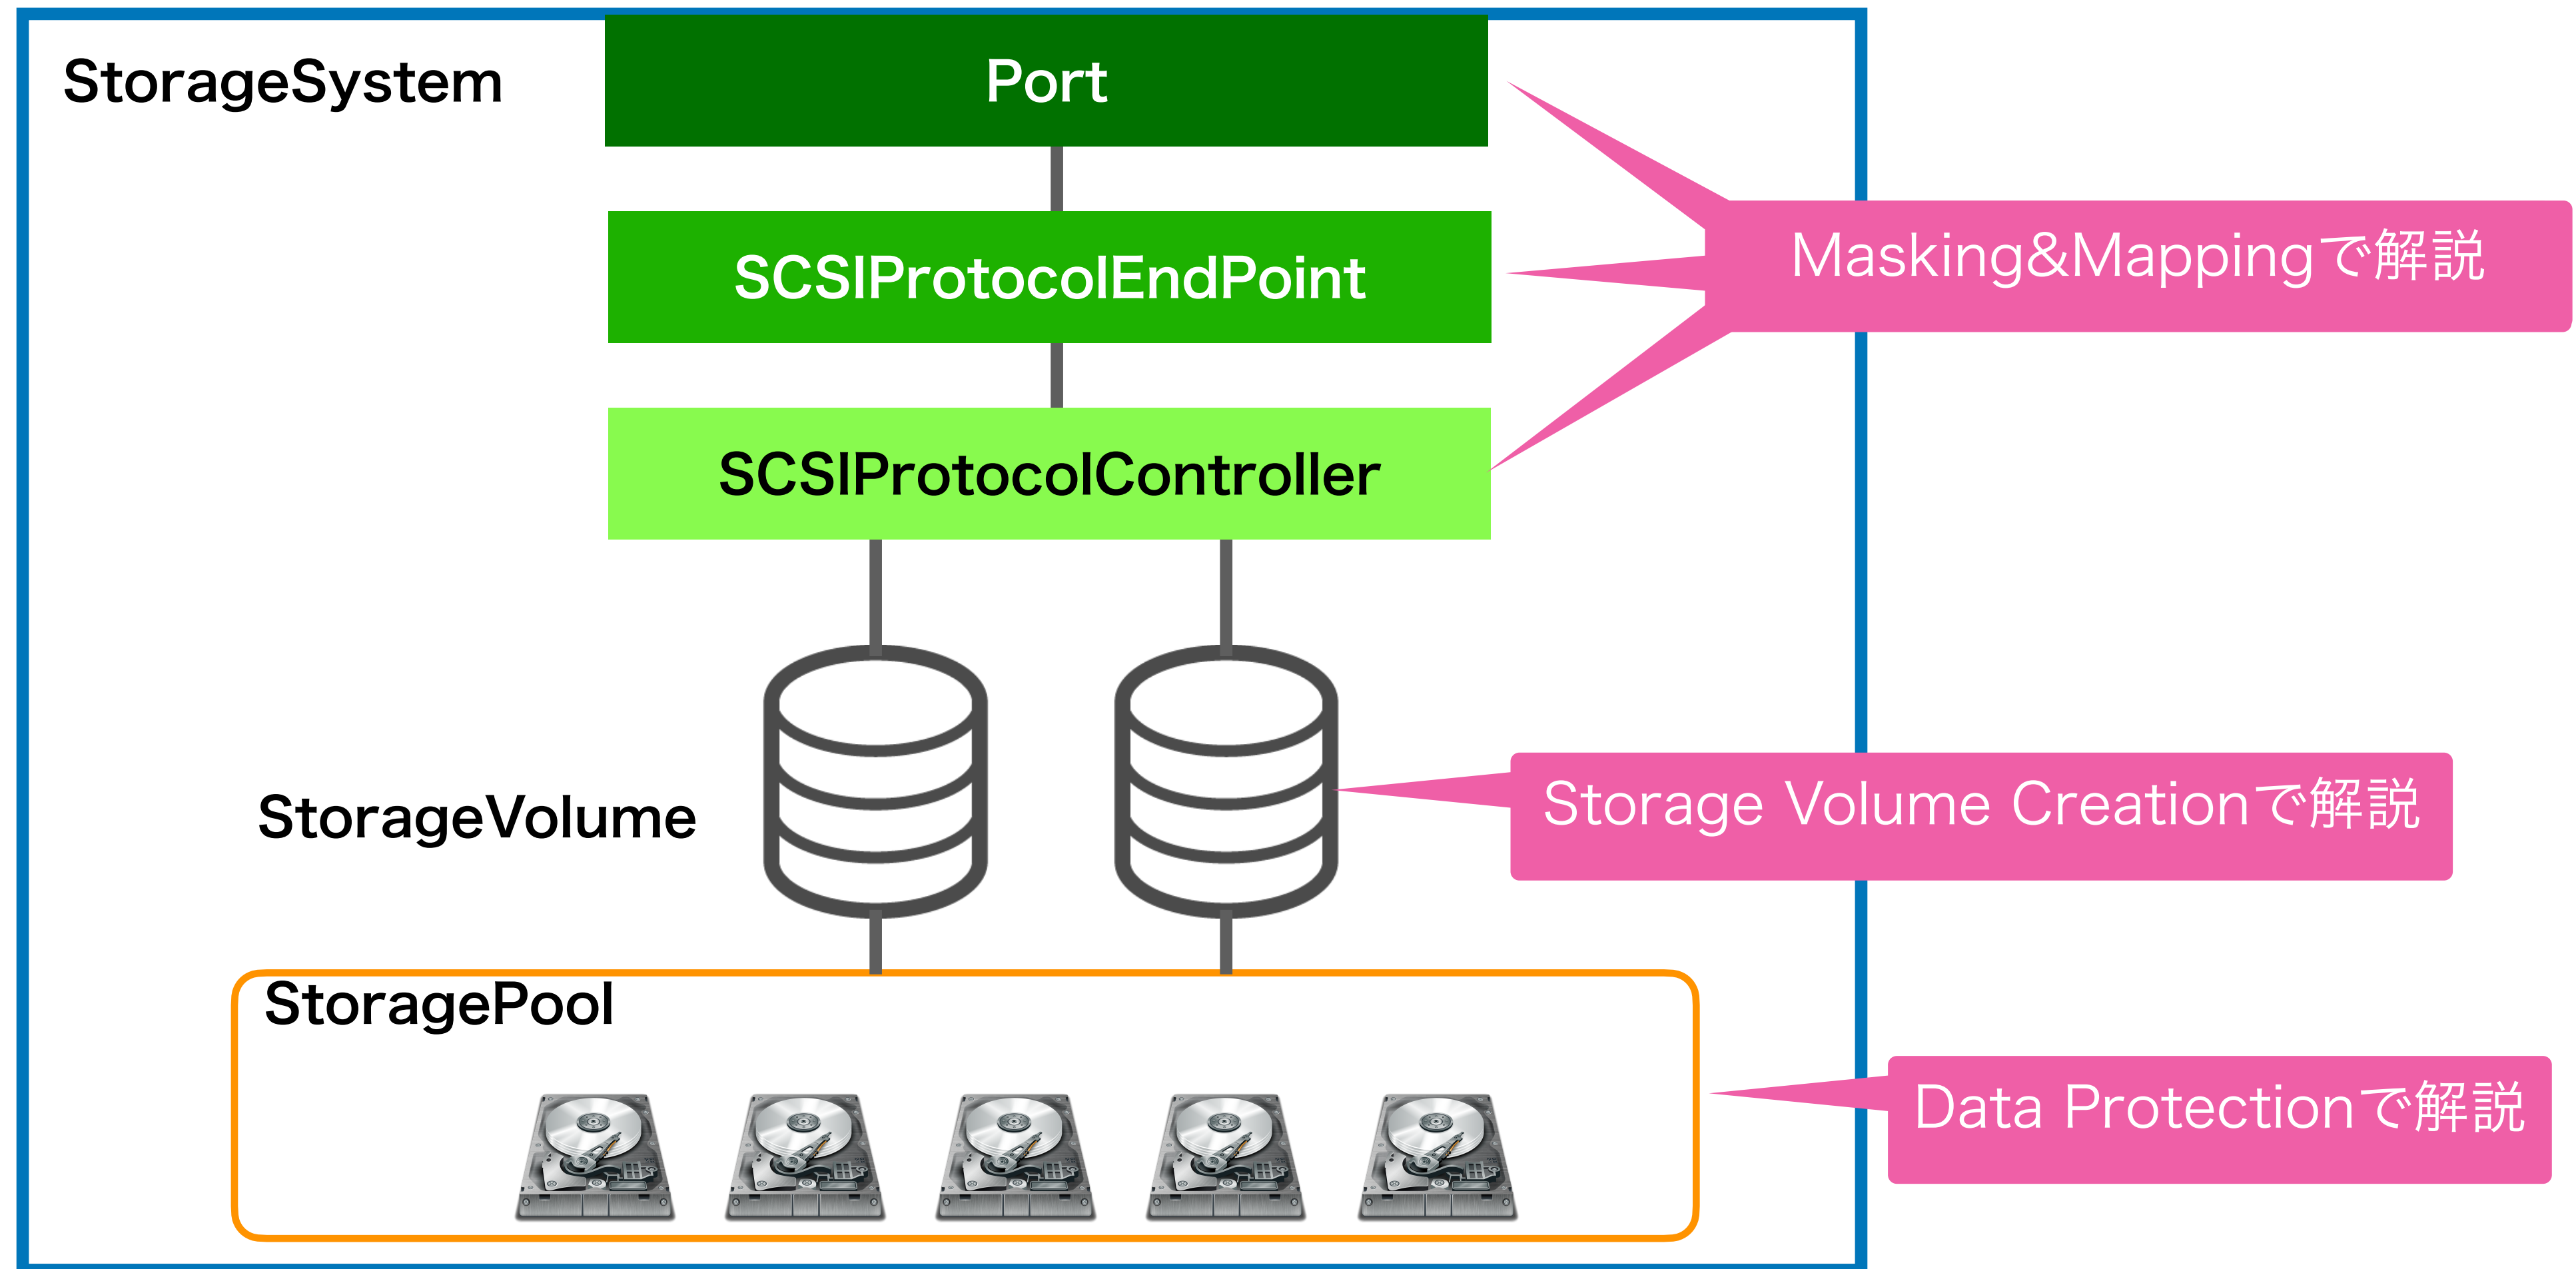 StorageSystem
Port
SCSIProtocolEndPoint
Masking&Mappingで解説
SCSIProtocolController
StorageVolume
Storage Volume Creationで解説
StoragePool
Data Protectionで解説